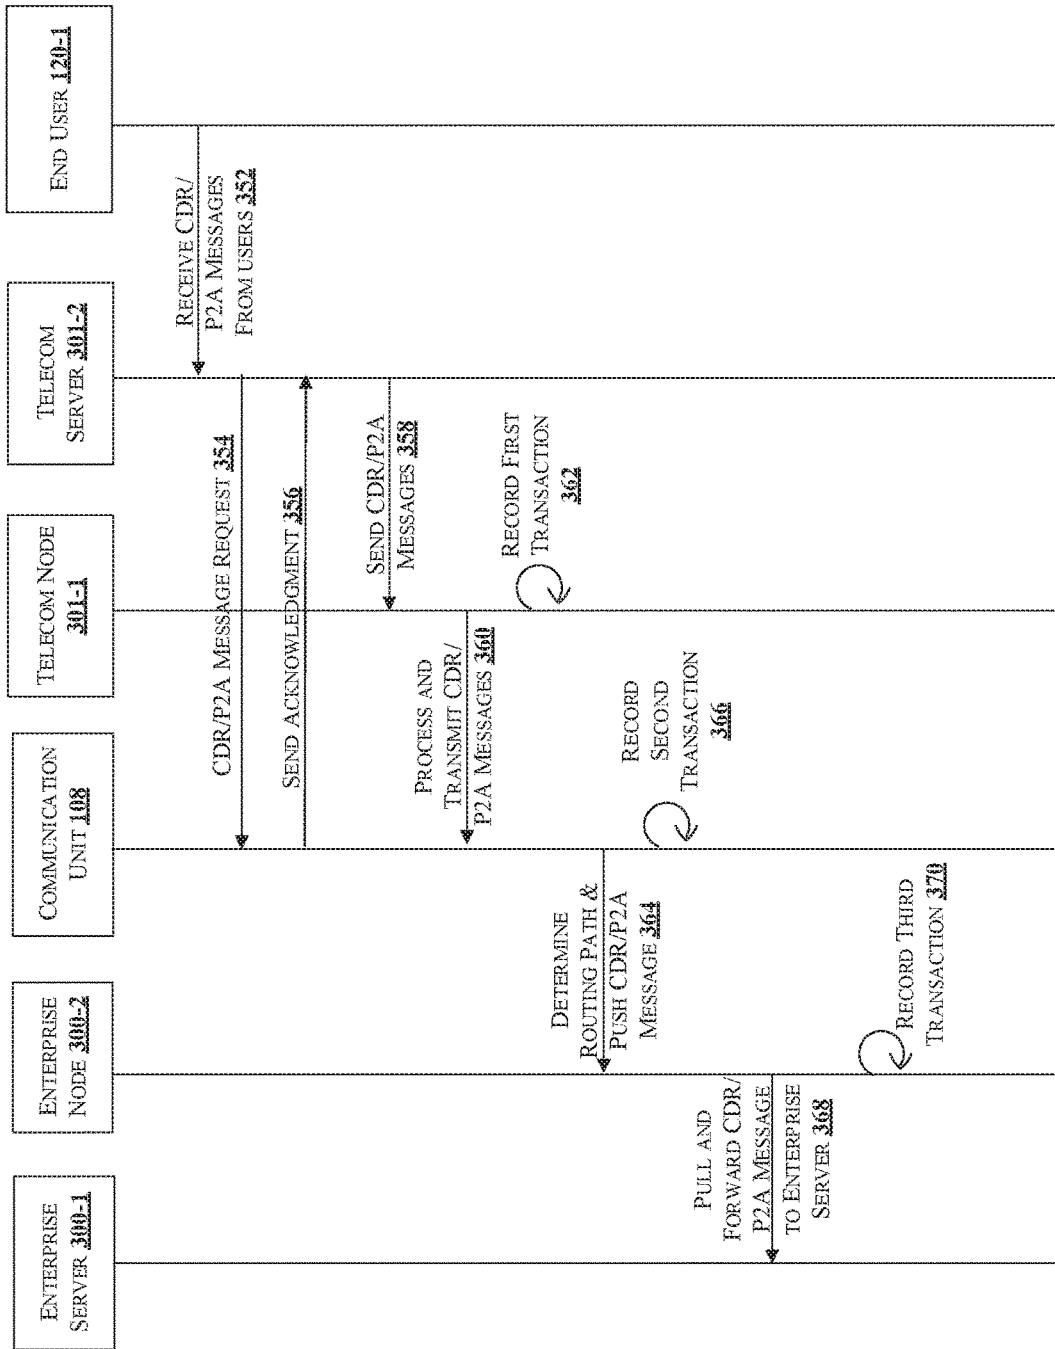 ENTERPRISE
SERVER 300-1
ENTERPRISE
NODE 300-2
COMMUNICATION
UNIT 108
TELECOM NODE
301-1
TELECOM
SERVER 301-2
END USER 120-1
RECEIVE CDR/
P2A MESSAGES
FROM USERS 352
CDR/P2A MESSAGE REQUEST 354
SEND ACKNOWLEDGMENT 356
SEND CDR/P2A
MESSAGES 358
PROCESS AND
TRANSMIT CDR/
P2A MESSAGES 360
RECORD FIRST
TRANSACTION
362
DETERMINE
ROUTING PATH &
PUSH CDR/P2A
MESSAGE 364
RECORD
SECOND
TRANSACTION
366
PULL AND
FORWARD CDR/
P2A MESSAGE
TO ENTERPRISE
SERVER 368
RECORD THIRD
TRANSACTION 370